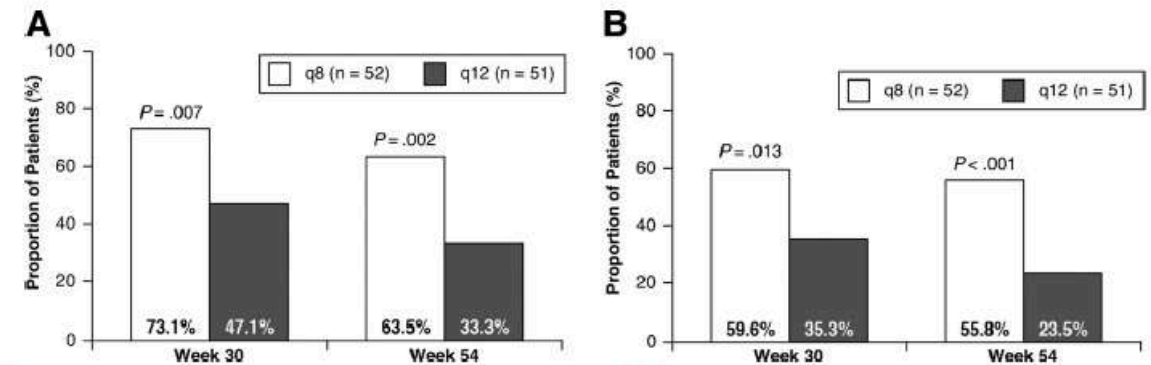 A
Proportion of Patients (%)
100
80
60
40
20
0
q8 (n = 52) q12 (n = 51)
P= .007
P= .002
73.1% 47.1% 63.5% 33.3%
Week 30 Week 54
B
Proportion of Patients (%)
100
80
60
40
20
0
q8 (n = 52) q12 (n = 51)
P= .013
P< .001
59.6% 35.3% 55.8% 23.5%
Week 30 Week 54